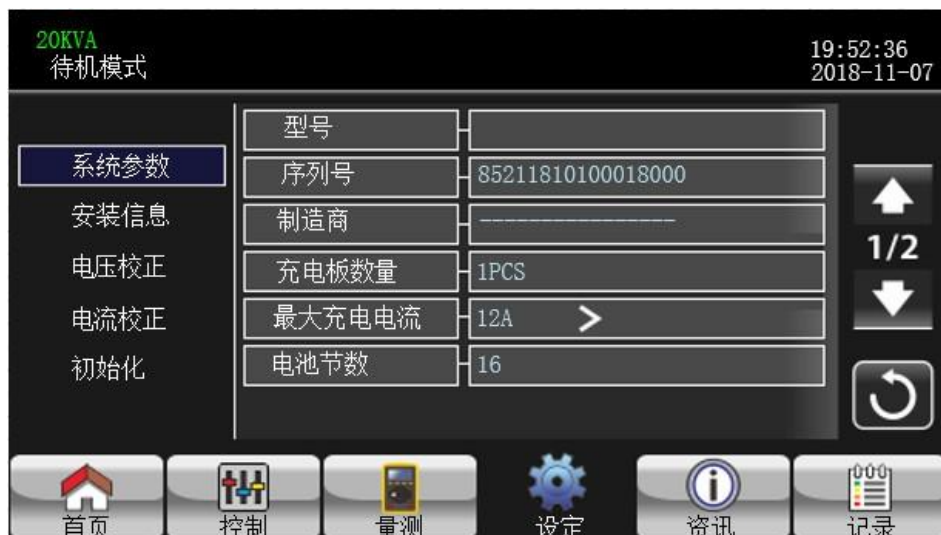 20KVA
待机模式
19:52:36
2018-11-07
系统参数
安装信息
电压校正
电流校正
初始化
型号
序列号 85211810100018000
制造商 ----------------
充电板数量 1PCS
最大充电电流 12A >
电池节数 16
1/2
首页 控制 量测 设定 资讯 记录